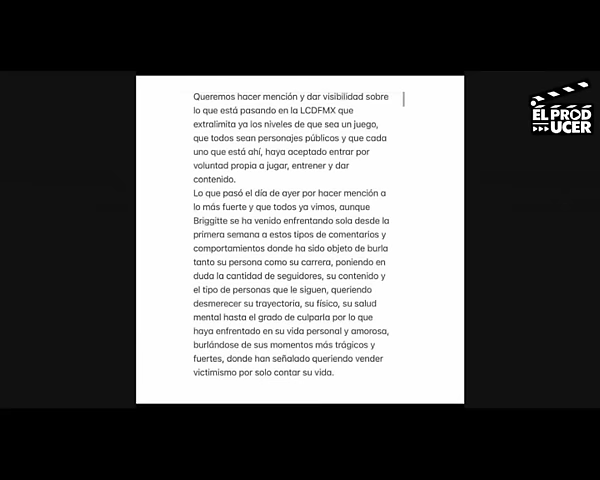 Queremos hacer mención y dar visibilidad sobre
lo que está pasando en la LCDFMX que
extralimita ya los niveles de que sea un juego,
que todos sean personajes públicos y que cada
uno que está ahí, haya aceptado entrar por
voluntad propia a jugar, entrener y dar
contenido.
Lo que pasó el día de ayer por hacer mención a
lo más fuerte y que todos ya vimos, aunque
Briggitte se ha venido enfrentando sola desde la
primera semana a estos tipos de comentarios y
comportamientos donde ha sido objeto de burla
tanto su persona como su carrera, poniendo en
duda la cantidad de seguidores, su contenido y
el tipo de personas que le siguen, queriendo
desmerecer su trayectoria, su físico, su salud
mental hasta el grado de culparla por lo que
haya enfrentado en su vida personal y amorosa,
burlándose de sus momentos más trágicos y
fuertes, donde han señalado queriendo vender
victimismo por solo contar su vida.
EL PROD
UCER